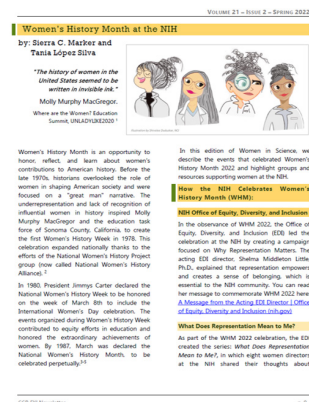 VOLUME 21 – ISSUE 2 – SPRING 2022
Women's History Month at the NIH
by: Sierra C. Marker and
Tania López Silva
"The history of women in the
United States seemed to be
written in invisible ink."
Molly Murphy MacGregor.
Where are the Women? Education
Summit, UNLADYLIKE2020 ¹
Women's History Month is an opportunity to
honor, reflect, and learn about women's
contributions to American history. Before the
late 1970s, historians overlooked the role of
women in shaping American society and were
focused on a "great man" narrative. The
underrepresentation and lack of recognition of
influential women in history inspired Molly
Murphy MacGregor and the education task
force of Sonoma County, California, to create
the first Women's History Week in 1978. This
celebration expanded nationally thanks to the
efforts of the National Women's History Project
group (now called National Women's History
Alliance). ²
In 1980, President Jimmys Carter declared the
National Women's History Week to be honored
on the week of March 8th to include the
International Women's Day celebration. The
events organized during Women's History Week
contributed to equity efforts in education and
honored the extraordinary achievements of
women. By 1987, March was declared the
National Women's History Month, to be
celebrated perpetually.³⁻⁵
In this edition of Women in Science, we
describe the events that celebrated Women's
History Month 2022 and highlight groups and
resources supporting women at the NIH.
How the NIH Celebrates Women's
History Month (WHM):
NIH Office of Equity, Diversity, and Inclusion
In the observance of WHM 2022, the Office of
Equity, Diversity, and Inclusion (EDI) led the
celebration at the NIH by creating a campaign
focused on Why Representation Matters. The
acting EDI director, Shelma Middleton Little
Ph.D., explained that representation empowers
and creates a sense of belonging, which is
essential to the NIH community. You can read
her message to commemorate WHM 2022 here:
A Message from the Acting EDI Director | Office
of Equity, Diversity and Inclusion (nih.gov)
What Does Representation Mean to Me?
As part of the WHM 2022 celebration, the EDI
created the series: What Does Representation
Mean to Me?, in which eight women directors
at the NIH shared their thoughts about